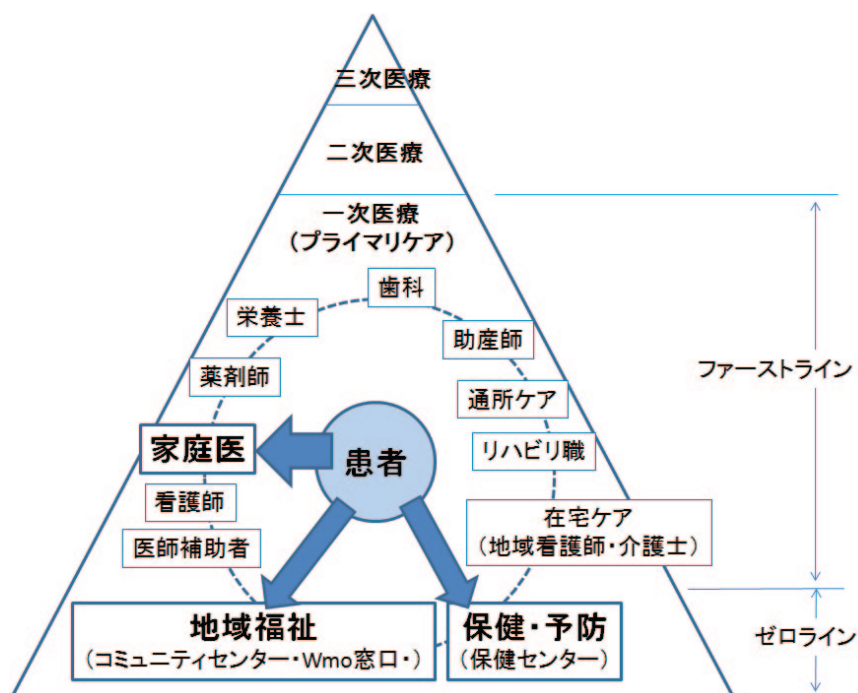 三次医療
二次医療
一次医療
(プライマリケア)
歯科
栄養士
助産師
薬剤師
通所ケア
ファーストライン
家庭医
患者
リハビリ職
看護師
在宅ケア
(地域看護師・介護士)
医師補助者
地域福祉
(コミュニティセンター・Wmo窓口・)
保健・予防
(保健センター)
ゼロライン